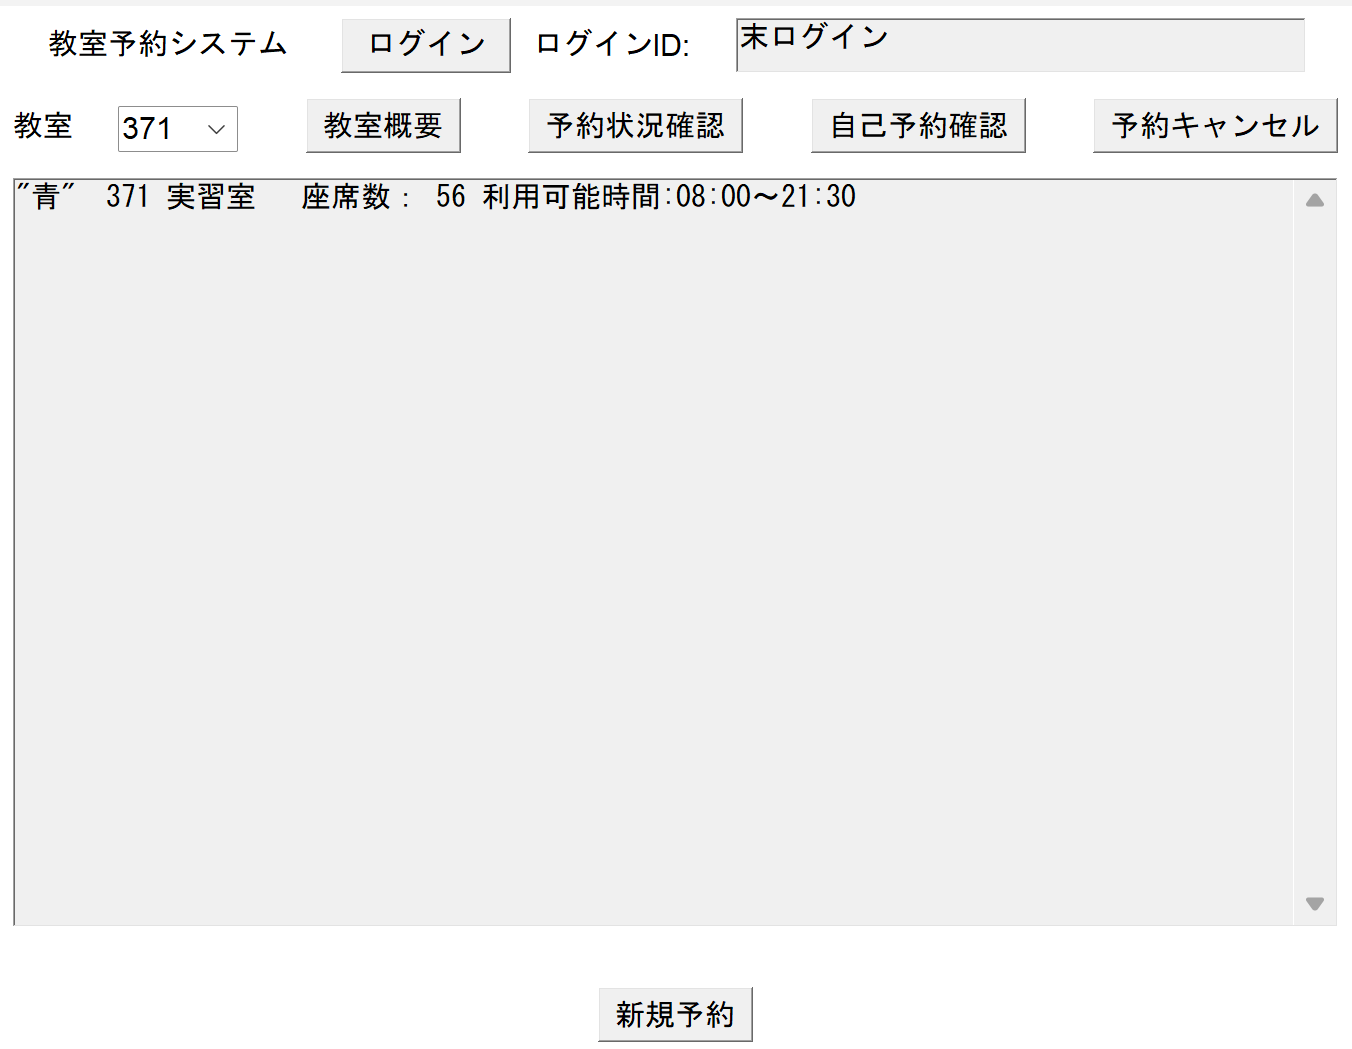 教室予約システム ログイン ログインID: 末ログイン
教室 371 教室概要 予約状況確認 自己予約確認 予約キャンセル
"青" 371 実習室 座席数： 56 利用可能時間:08:00～21:30
新規予約